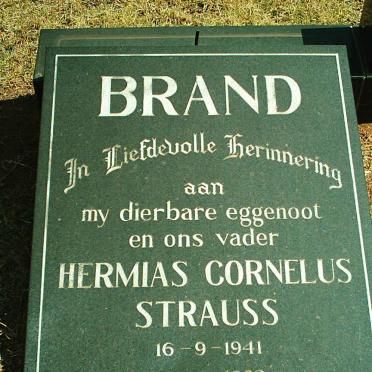 BRAND
In Liefdevolle Herinnering
aan
my dierbare eggenoot
en ons vader
HERMIAS CORNELUS
STRAUSS
16-9-1941